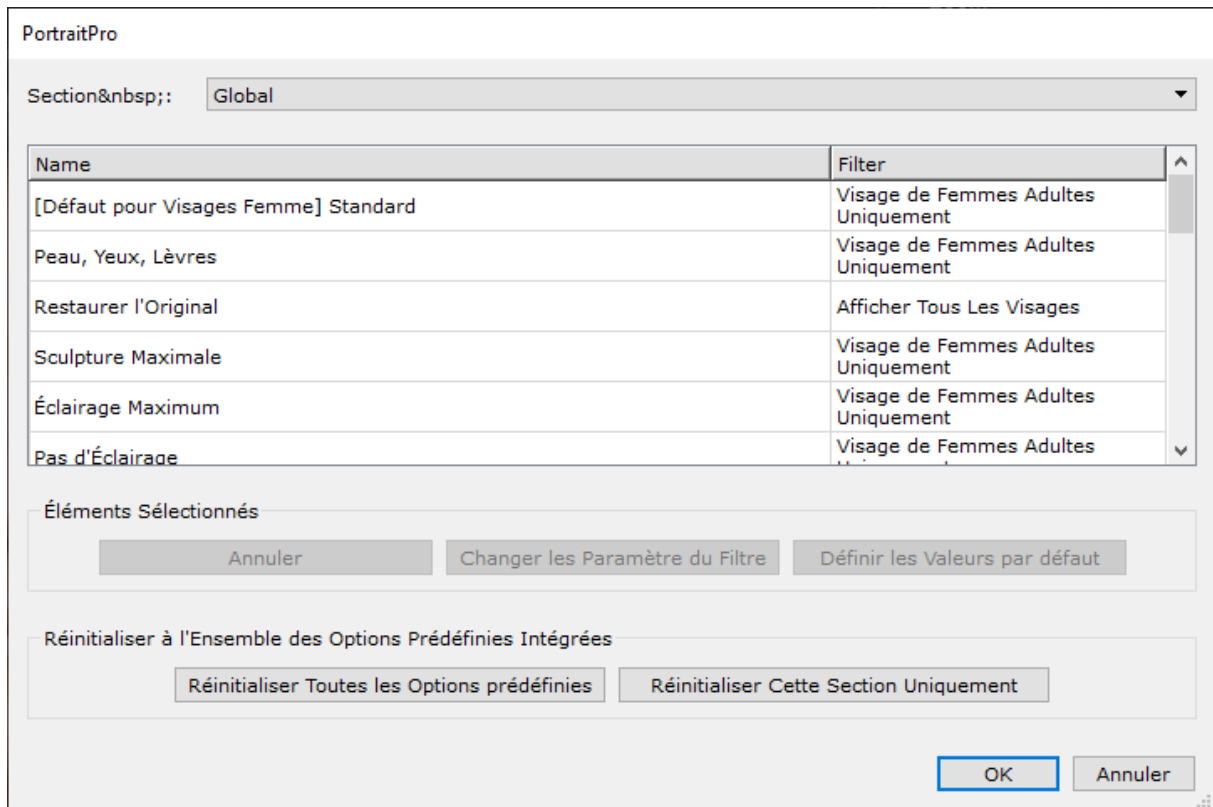 PortraitPro
Section&nbsp;: Global
Name Filter
[Défaut pour Visages Femme] Standard Visage de Femmes Adultes
Uniquement
Peau, Yeux, Lèvres Visage de Femmes Adultes
Uniquement
Restaurer l'Original Afficher Tous Les Visages
Sculpture Maximale Visage de Femmes Adultes
Uniquement
Éclairage Maximum Visage de Femmes Adultes
Uniquement
Pas d'Éclairage Visage de Femmes Adultes
Éléments Sélectionnés
Annuler Changer les Paramètre du Filtre Définir les Valeurs par défaut
Réinitialiser à l'Ensemble des Options Prédéfinies Intégrées
Réinitialiser Toutes les Options prédéfinies Réinitialiser Cette Section Uniquement
OK Annuler